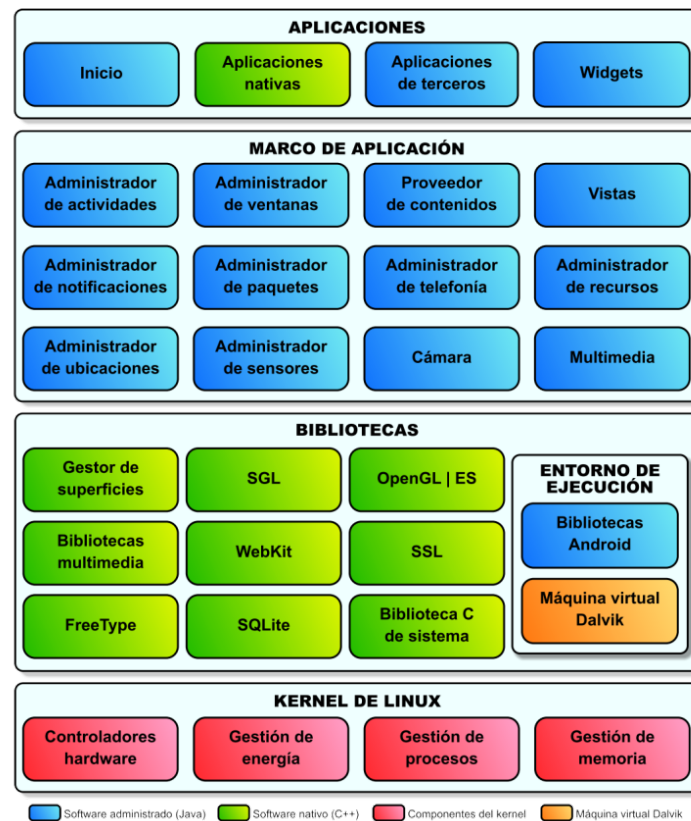 APLICACIONES
Inicio
Aplicaciones
nativas
Aplicaciones
de terceros
Widgets
MARCO DE APLICACIÓN
Administrador
de actividades
Administrador
de ventanas
Proveedor
de contenidos
Vistas
Administrador
de notificaciones
Administrador
de paquetes
Administrador
de telefonía
Administrador
de recursos
Administrador
de ubicaciones
Administrador
de sensores
Cámara
Multimedia
BIBLIOTECAS
Gestor de
superficies
SGL
OpenGL | ES
Bibliotecas
multimedia
WebKit
SSL
FreeType
SQLite
Biblioteca C
de sistema
ENTORNO DE
EJECUCIÓN
Bibliotecas
Android
Máquina virtual
Dalvik
KERNEL DE LINUX
Controladores
hardware
Gestión de
energía
Gestión de
procesos
Gestión de
memoria
Software administrado (Java)
Software nativo (C++)
Componentes del kernel
Máquina virtual Dalvik